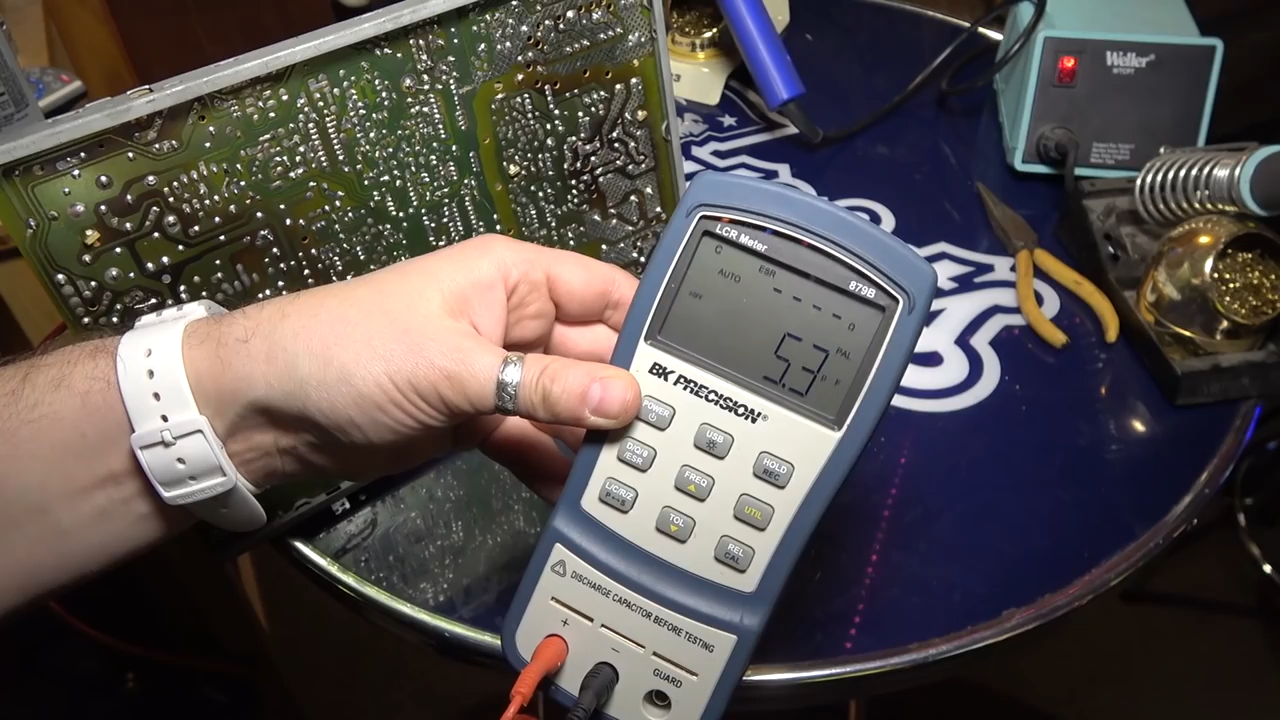 Weller®
WTCPT
LCR Meter
879B
C
AUTO
ESR
- - - - Ω
PAL
5.3 p F
BK PRECISION®
POWER
USB
HOLD
REC
D/Q/θ
/ESR
FREQ
UTIL
L/C/R/Z
P↔S
TOL
REL
CAL
DISCHARGE CAPACITOR BEFORE TESTING
+
−
GUARD